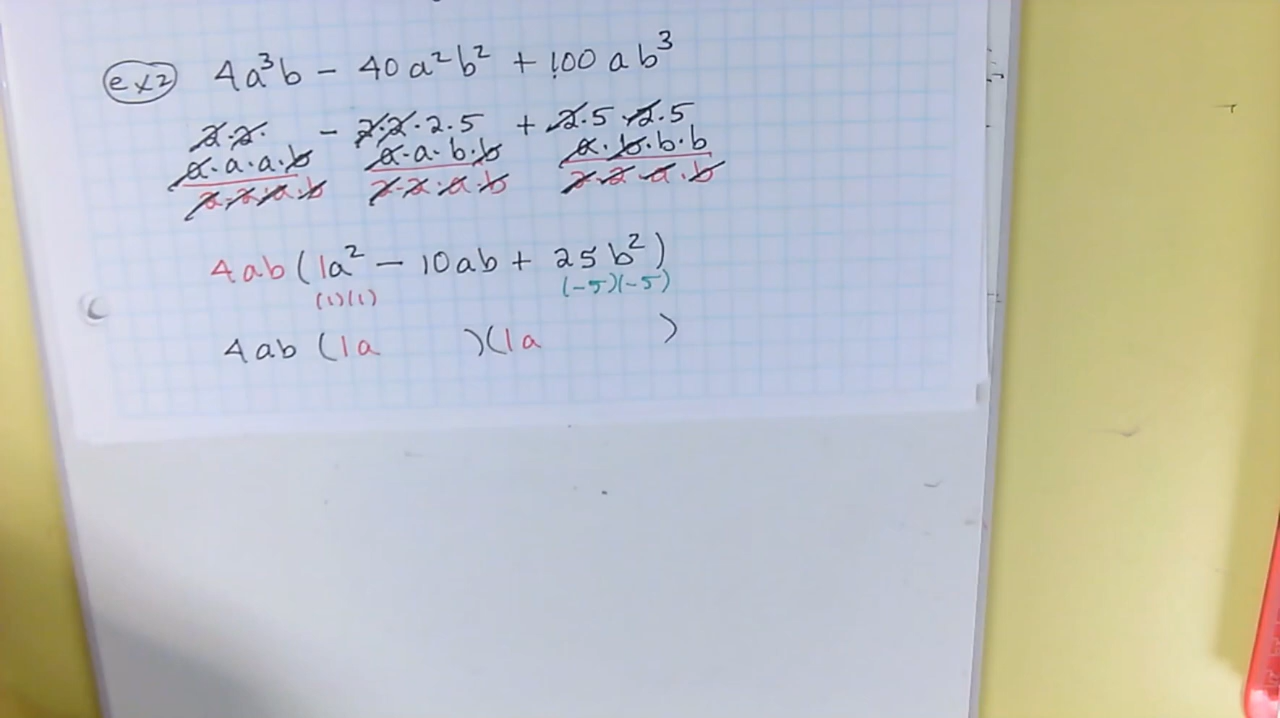 ex2 4a³b - 40a²b² + 100ab³
2·2· - 2·2·2·5 + 2·5·2·5
a·a·a·b a·a·b·b a·b·b·b
2·2·a·b 2·2·a·b 2·2·a·b
4ab(1a² - 10ab + 25b²)
(1)(1) (-5)(-5)
4ab (1a )(1a )